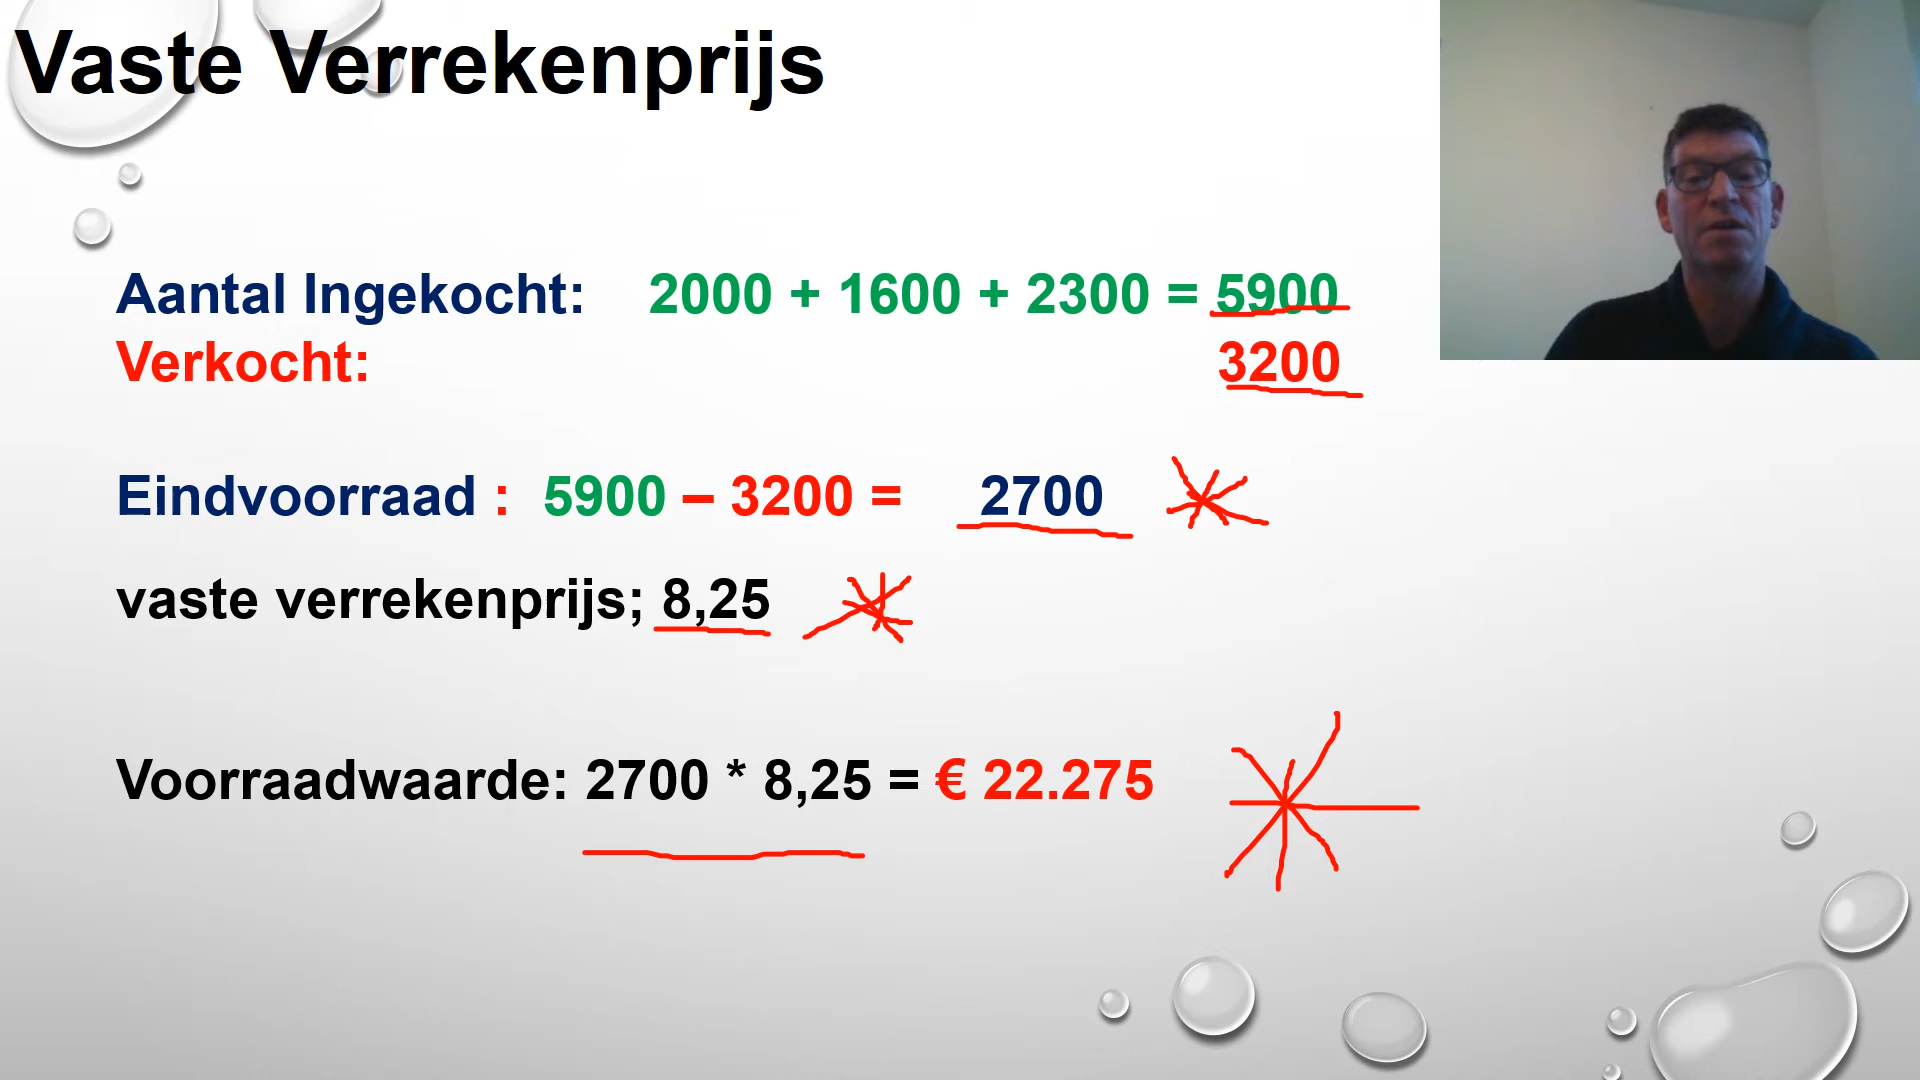 Vaste Verrekenprijs
Aantal Ingekocht: 2000 + 1600 + 2300 = 5900
Verkocht: 3200
Eindvoorraad : 5900 – 3200 = 2700
vaste verrekenprijs; 8,25
Voorraadwaarde: 2700 * 8,25 = € 22.275